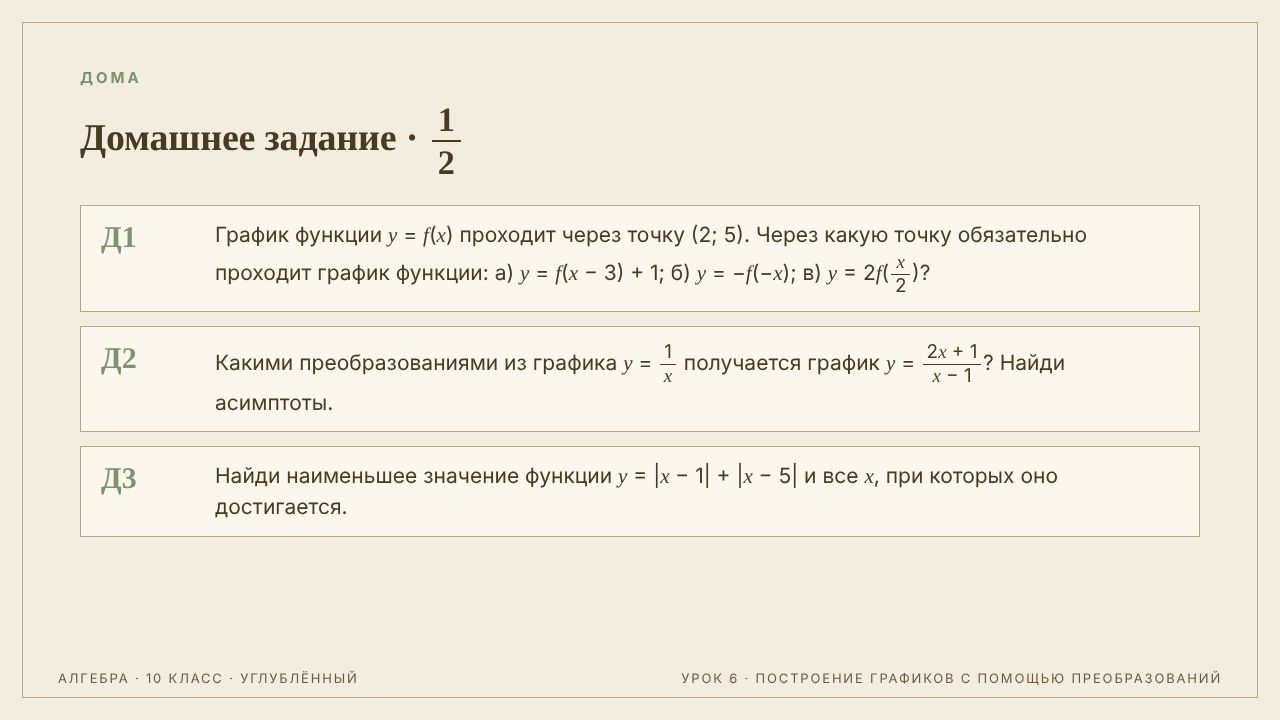 ДОМА
Домашнее задание · 1/2
Д1
График функции y = f(x) проходит через точку (2; 5). Через какую точку обязательно
проходит график функции: а) y = f(x − 3) + 1; б) y = −f(−x); в) y = 2f(x/2)?
Д2
Какими преобразованиями из графика y = 1/x получается график y = (2x + 1)/(x − 1)? Найди
асимптоты.
Д3
Найди наименьшее значение функции y = |x − 1| + |x − 5| и все x, при которых оно
достигается.
АЛГЕБРА · 10 КЛАСС · УГЛУБЛЁННЫЙ
УРОК 6 · ПОСТРОЕНИЕ ГРАФИКОВ С ПОМОЩЬЮ ПРЕОБРАЗОВАНИЙ